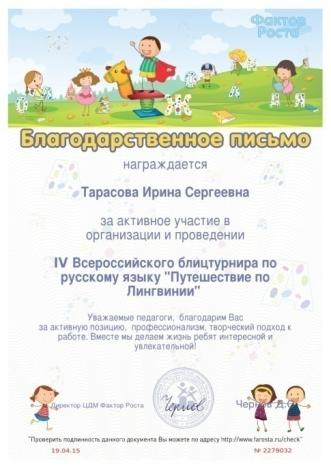 Фактор
Роста
Благодарственное письмо
награждается
Тарасова Ирина Сергеевна
за активное участие в
организации и проведении
IV Всероссийского блицтурнира по
русскому языку "Путешествие по
Лингвинии"
Уважаемые педагоги, благодарим Вас
за активную позицию, профессионализм, творческий подход к
работе. Вместе мы делаем жизнь ребят интересной и
увлекательной!
Директор ЦДМ Фактор Роста
"Проверить подлинность данного документа Вы можете по адресу http://www.farosta.ru/check"
19.04.15
№ 2279032